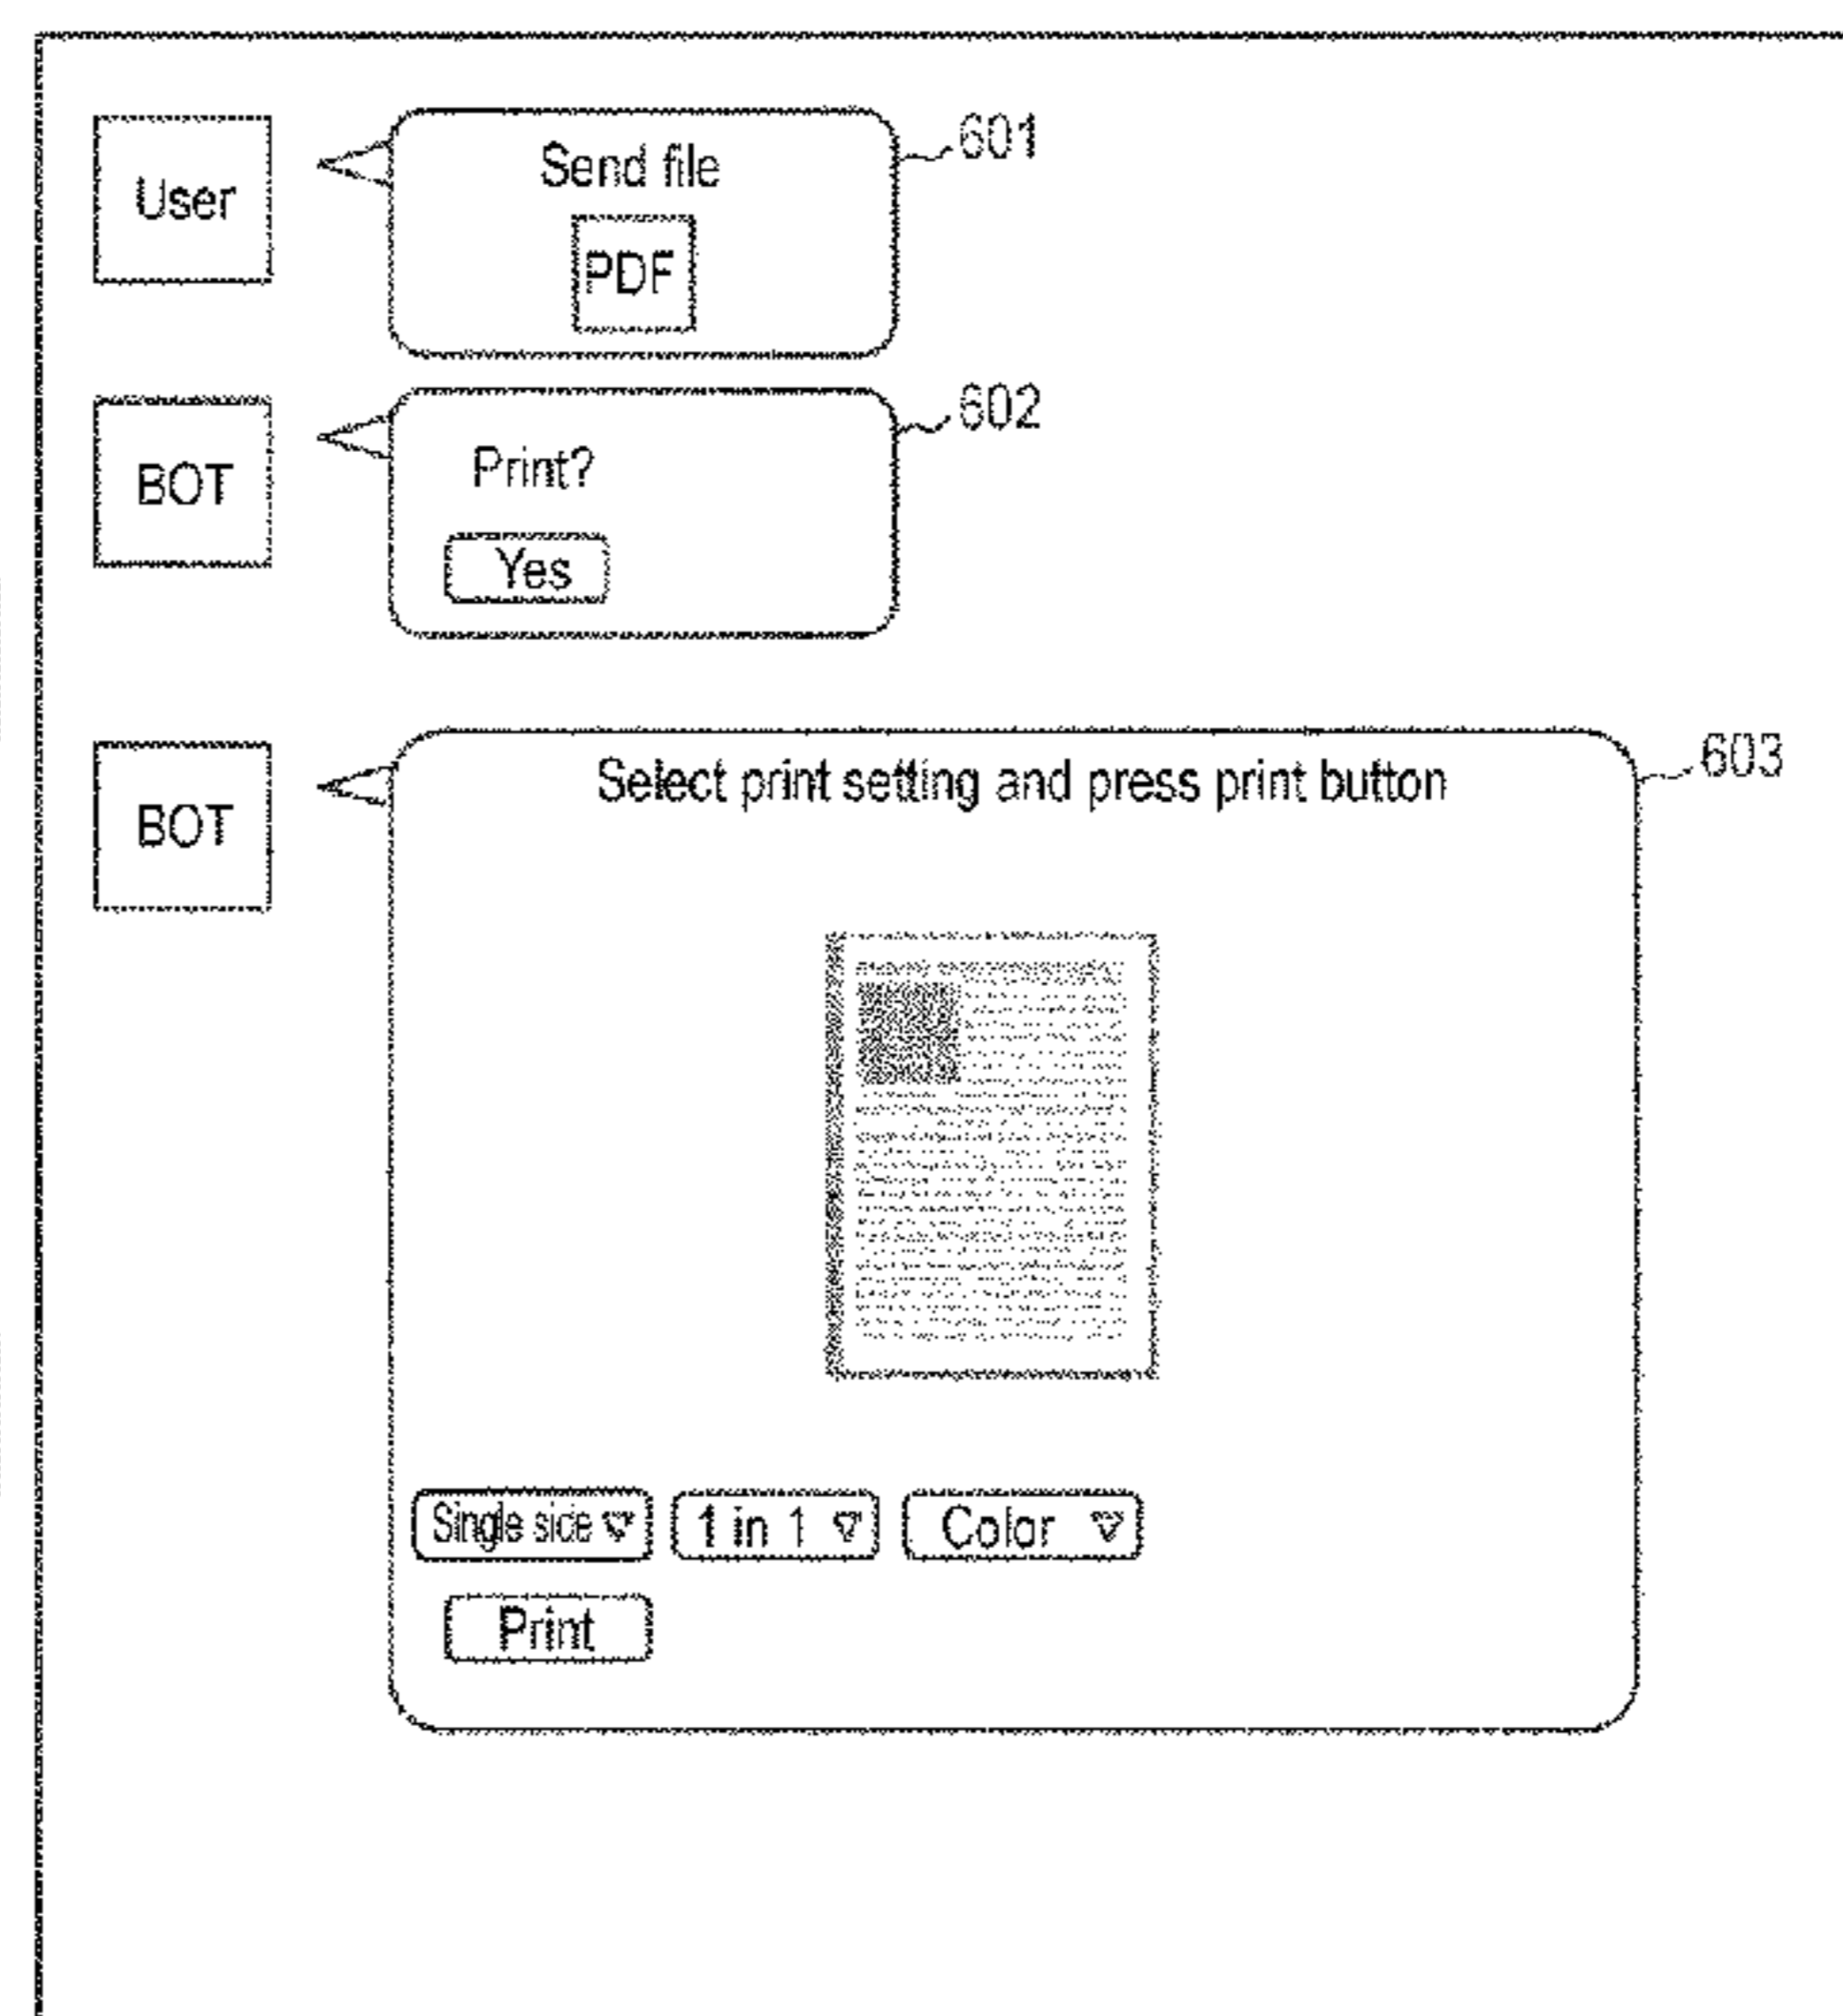 User
Send file
PDF
601
BOT
Print?
Yes
602
BOT
Select print setting and press print button
603
Single side
1 in 1
Color
Print